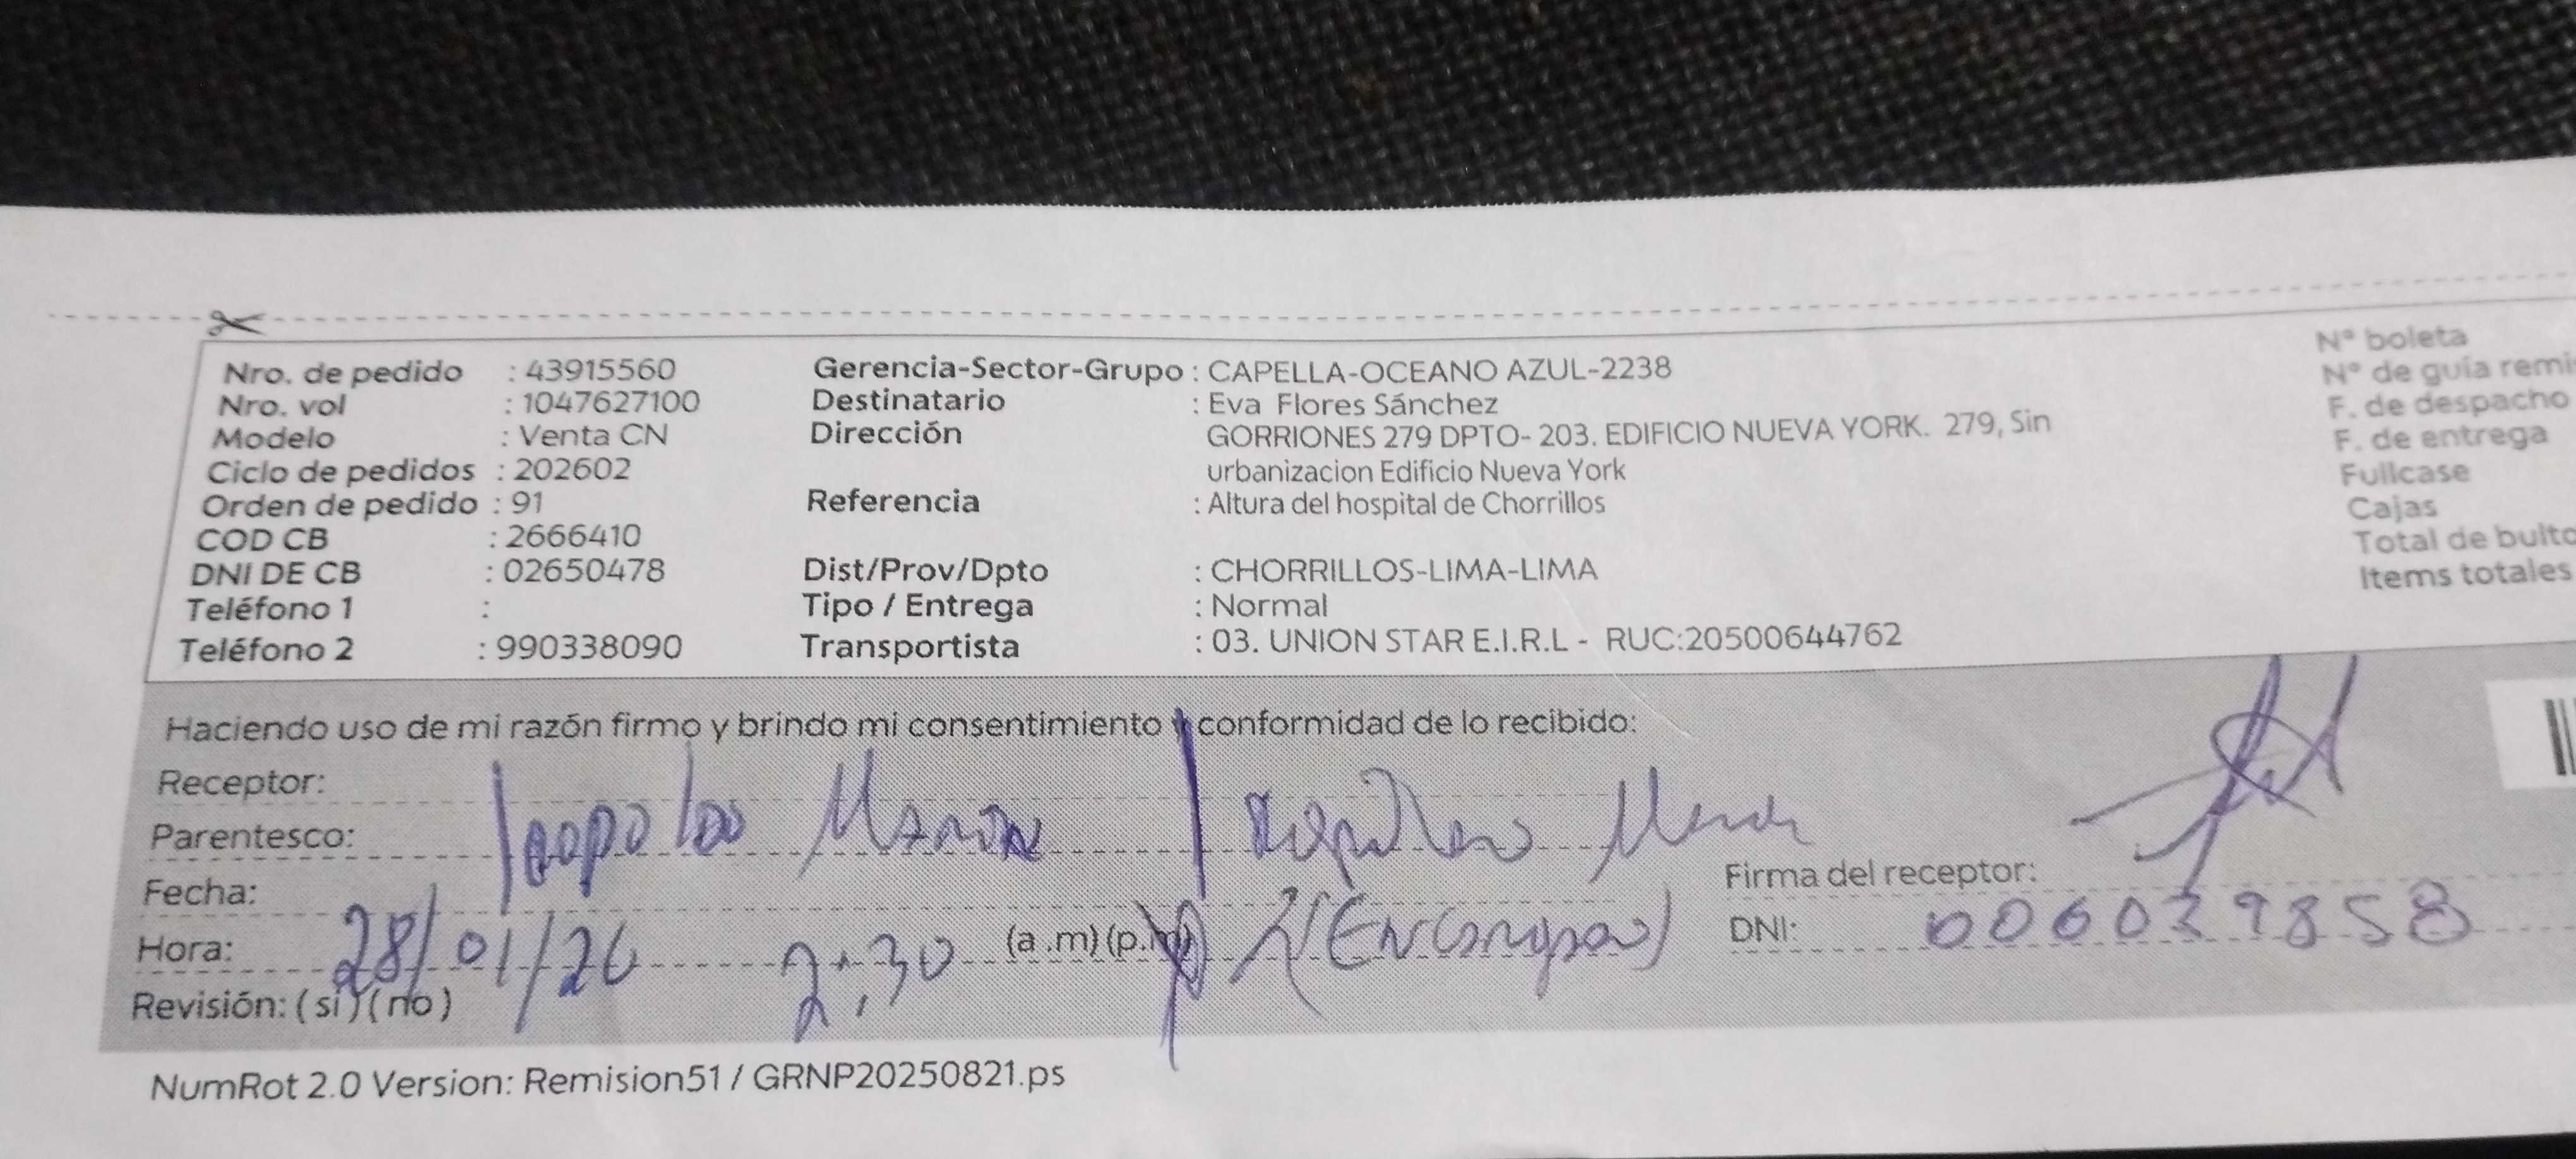 Nro. de pedido : 43915560 Gerencia-Sector-Grupo : CAPELLA-OCEANO AZUL-2238 N° boleta
Nro. vol : 1047627100 Destinatario : Eva Flores Sánchez N° de guía remi
Modelo : Venta CN Dirección GORRIONES 279 DPTO- 203. EDIFICIO NUEVA YORK. 279, Sin F. de despacho
Ciclo de pedidos : 202602 urbanizacion Edificio Nueva York F. de entrega
Orden de pedido : 91 Referencia : Altura del hospital de Chorrillos Fullcase
COD CB : 2666410 Cajas
DNI DE CB : 02650478 Dist/Prov/Dpto : CHORRILLOS-LIMA-LIMA Total de bulto
Teléfono 1 : Tipo / Entrega : Normal Items totales
Teléfono 2 : 990338090 Transportista : 03. UNION STAR E.I.R.L - RUC:20500644762
Haciendo uso de mi razón firmo y brindo mi consentimiento y conformidad de lo recibido:
Receptor:
Parentesco:
Fecha: Firma del receptor:
Hora: 28/01/26 2:30 (a .m) (p.m) DNI:
Revisión: ( si ) ( no )
NumRot 2.0 Version: Remision51 / GRNP20250821.ps